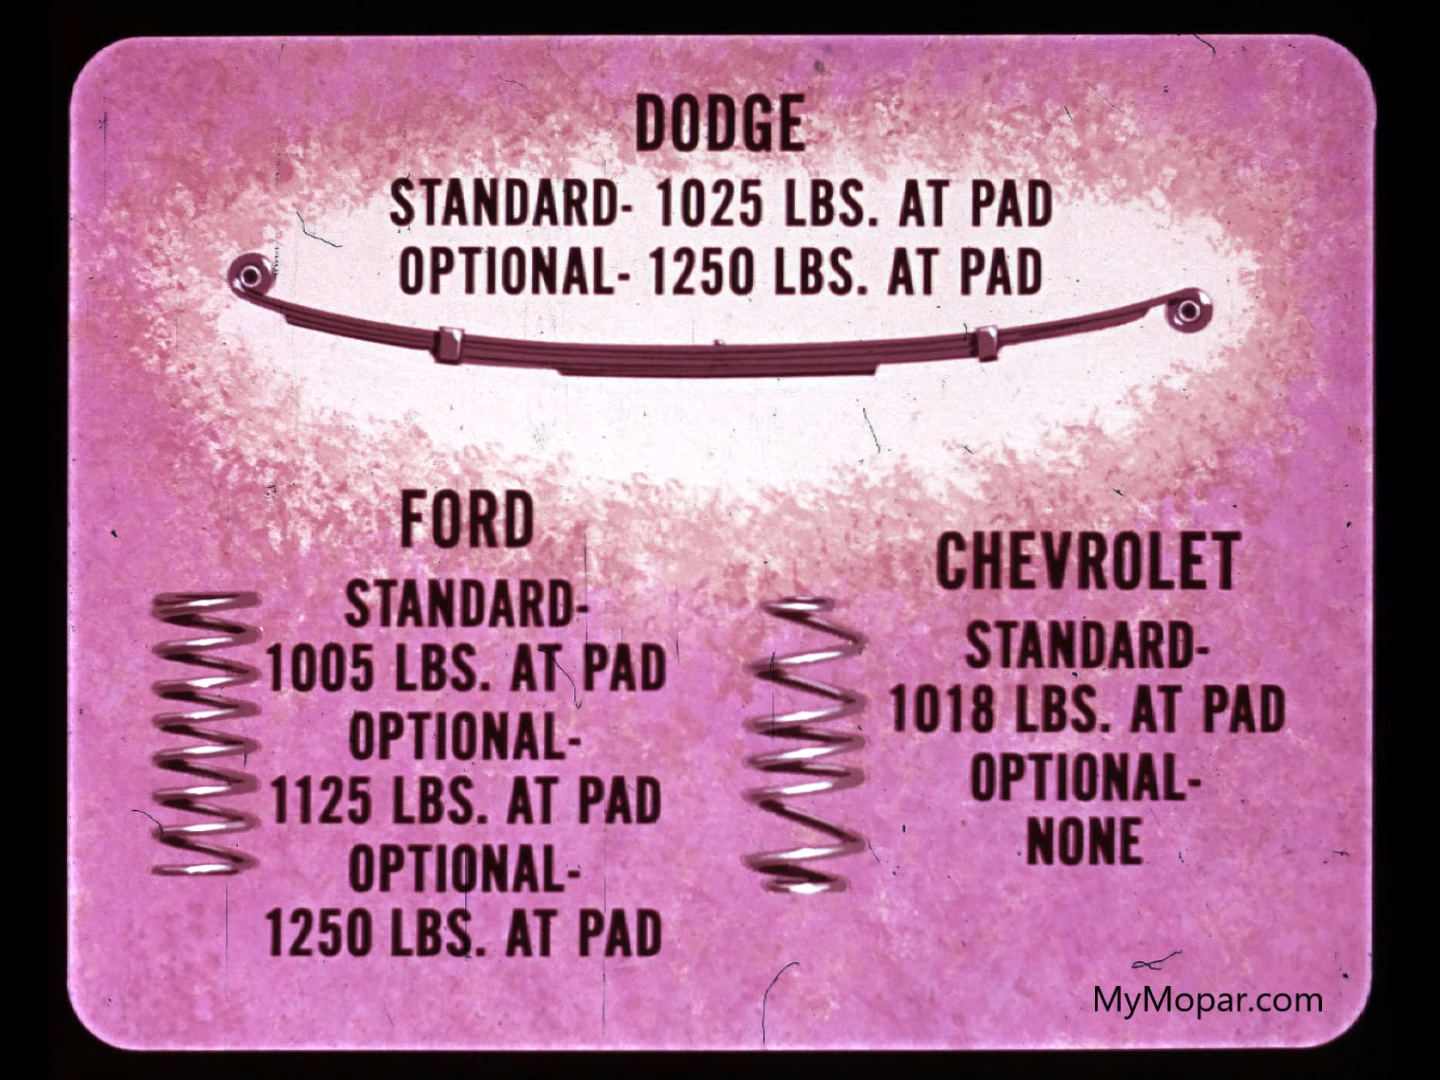 DODGE
STANDARD- 1025 LBS. AT PAD
OPTIONAL- 1250 LBS. AT PAD
FORD
STANDARD-
1005 LBS. AT PAD
OPTIONAL-
1125 LBS. AT PAD
OPTIONAL-
1250 LBS. AT PAD
CHEVROLET
STANDARD-
1018 LBS. AT PAD
OPTIONAL-
NONE
MyMopar.com